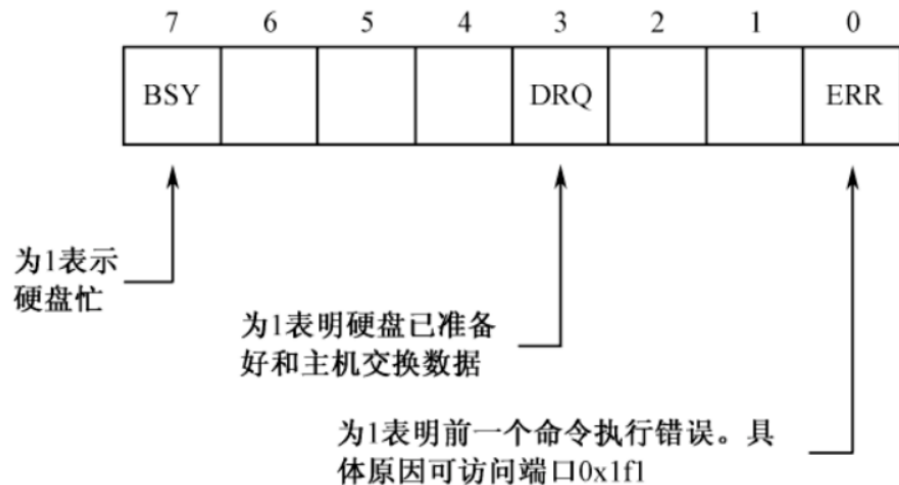 7 6 5 4 3 2 1 0
BSY DRQ ERR
为1表示
硬盘忙
为1表明硬盘已准备
好和主机交换数据
为1表明前一个命令执行错误。具
体原因可访问端口0x1f1